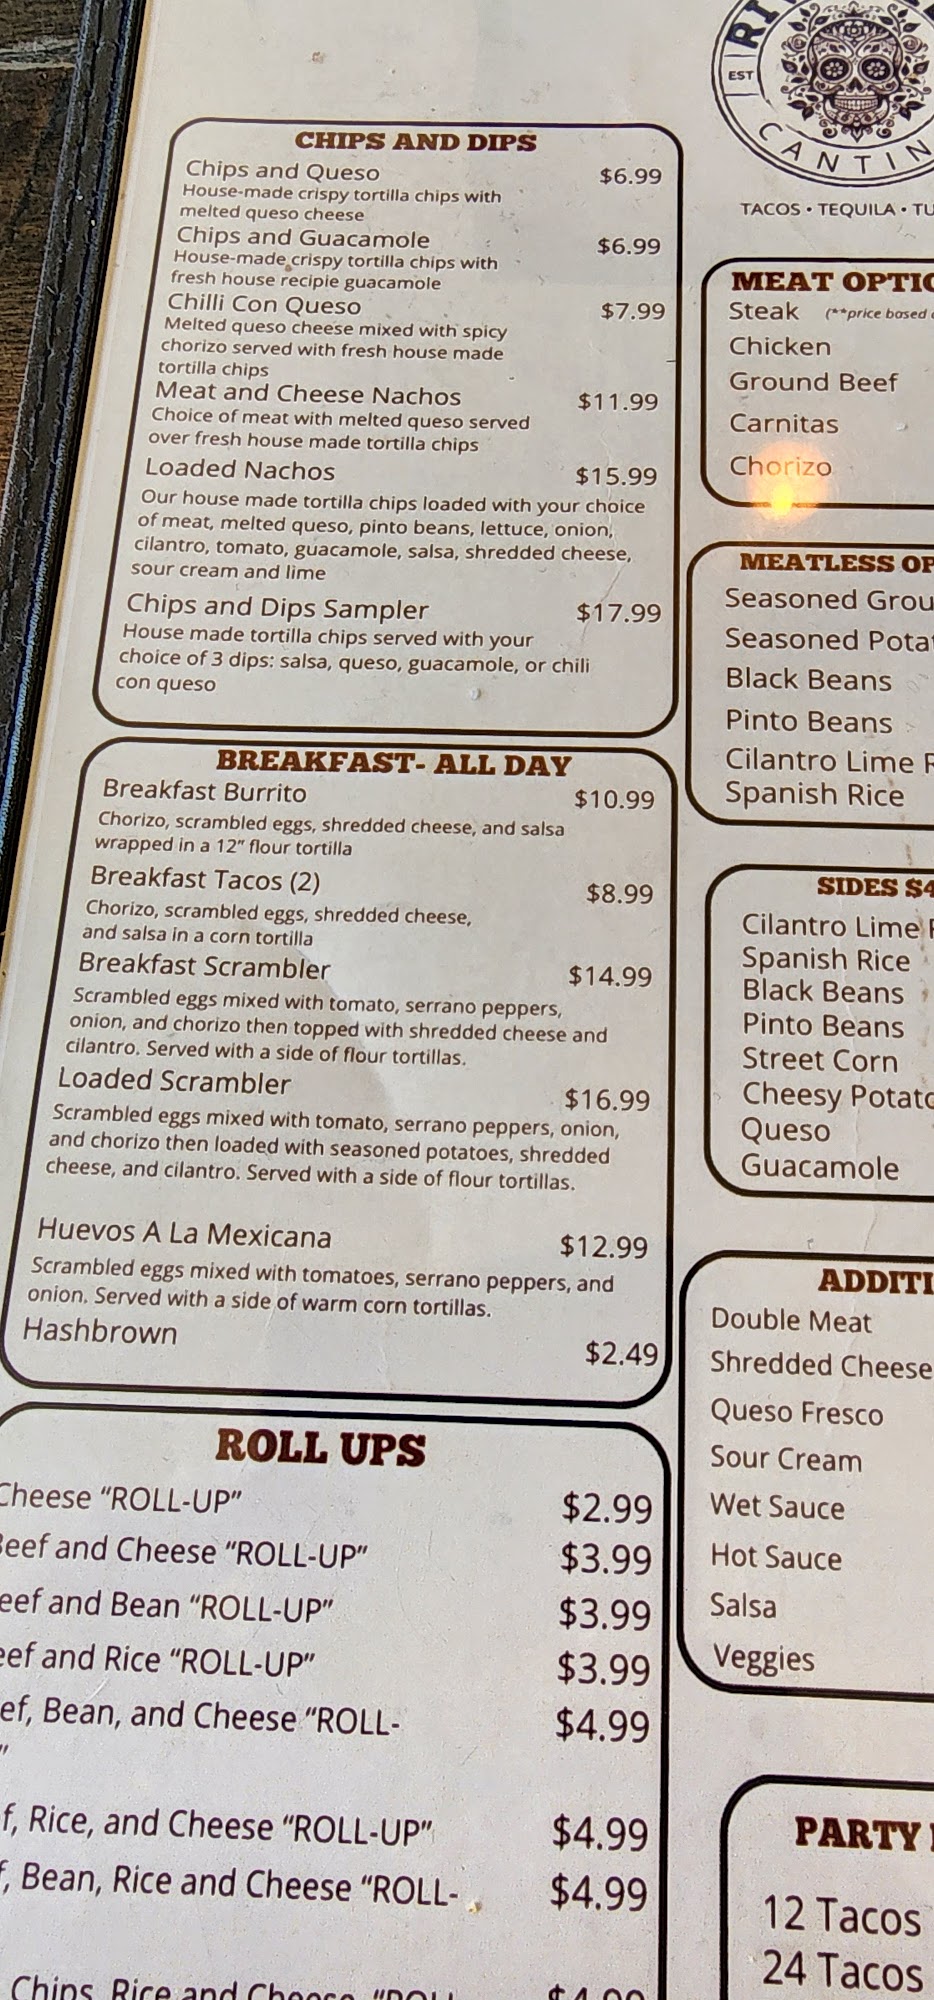 EST
CANTIN
TACOS • TEQUILA • TU
CHIPS AND DIPS
Chips and Queso $6.99
House-made crispy tortilla chips with
melted queso cheese
Chips and Guacamole $6.99
House-made crispy tortilla chips with
fresh house recipie guacamole
Chilli Con Queso $7.99
Melted queso cheese mixed with spicy
chorizo served with fresh house made
tortilla chips
Meat and Cheese Nachos $11.99
Choice of meat with melted queso served
over fresh house made tortilla chips
Loaded Nachos $15.99
Our house made tortilla chips loaded with your choice
of meat, melted queso, pinto beans, lettuce, onion,
cilantro, tomato, guacamole, salsa, shredded cheese,
sour cream and lime
Chips and Dips Sampler $17.99
House made tortilla chips served with your
choice of 3 dips: salsa, queso, guacamole, or chili
con queso
BREAKFAST- ALL DAY
Breakfast Burrito $10.99
Chorizo, scrambled eggs, shredded cheese, and salsa
wrapped in a 12" flour tortilla
Breakfast Tacos (2) $8.99
Chorizo, scrambled eggs, shredded cheese,
and salsa in a corn tortilla
Breakfast Scrambler $14.99
Scrambled eggs mixed with tomato, serrano peppers,
onion, and chorizo then topped with shredded cheese and
cilantro. Served with a side of flour tortillas.
Loaded Scrambler $16.99
Scrambled eggs mixed with tomato, serrano peppers, onion,
and chorizo then loaded with seasoned potatoes, shredded
cheese, and cilantro. Served with a side of flour tortillas.
Huevos A La Mexicana $12.99
Scrambled eggs mixed with tomatoes, serrano peppers, and
onion. Served with a side of warm corn tortillas.
Hashbrown $2.49
ROLL UPS
Cheese "ROLL-UP" $2.99
Beef and Cheese "ROLL-UP" $3.99
eef and Bean "ROLL-UP" $3.99
eef and Rice "ROLL-UP" $3.99
ef, Bean, and Cheese "ROLL- $4.99
"
f, Rice, and Cheese "ROLL-UP" $4.99
f, Bean, Rice and Cheese "ROLL- $4.99
Chips, Rice and Cheese "ROLL $4.99
MEAT OPTIO
Steak (**price based
Chicken
Ground Beef
Carnitas
Chorizo
MEATLESS OP
Seasoned Grou
Seasoned Potat
Black Beans
Pinto Beans
Cilantro Lime R
Spanish Rice
SIDES $4
Cilantro Lime R
Spanish Rice
Black Beans
Pinto Beans
Street Corn
Cheesy Potato
Queso
Guacamole
ADDITI
Double Meat
Shredded Cheese
Queso Fresco
Sour Cream
Wet Sauce
Hot Sauce
Salsa
Veggies
PARTY
12 Tacos
24 Tacos